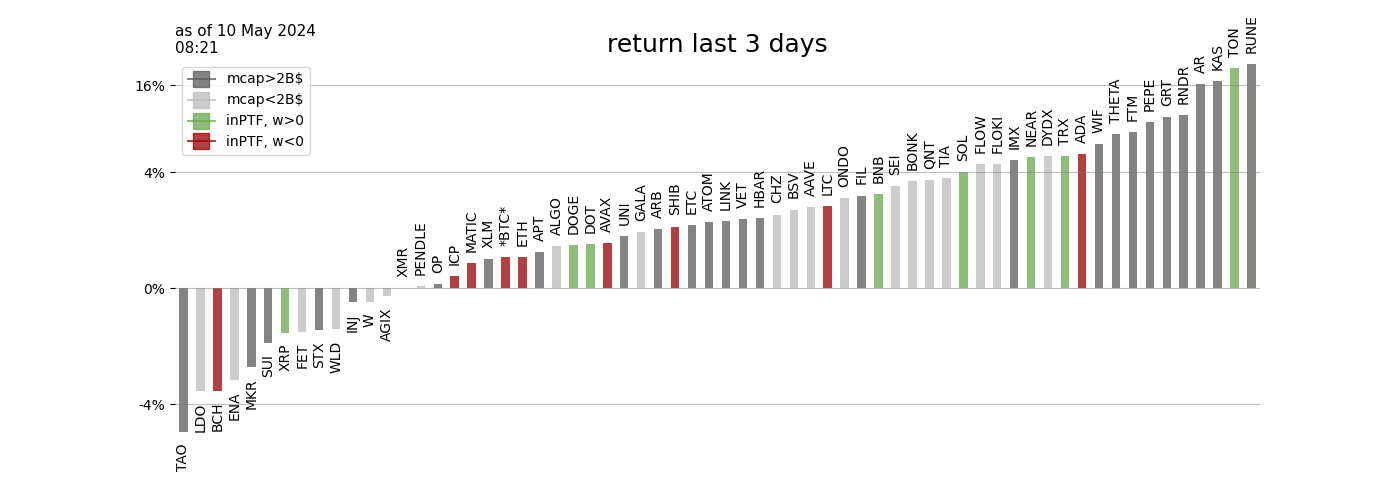 as of 10 May 2024
08:21
return last 3 days
mcap>2B$
mcap<2B$
inPTF, w>0
inPTF, w<0
16%
4%
0%
-4%
TAO
LDO
BCH
ENA
MKR
SUI
XRP
FET
STX
WLD
INJ
W
AGIX
XMR
PENDLE
OP
ICP
MATIC
XLM
*BTC*
ETH
APT
ALGO
DOGE
DOT
AVAX
UNI
GALA
ARB
SHIB
ETC
ATOM
LINK
VET
HBAR
CHZ
BSV
AAVE
LTC
ONDO
FIL
BNB
SEI
BONK
QNT
TIA
SOL
FLOW
FLOKI
IMX
NEAR
DYDX
TRX
ADA
WIF
THETA
FTM
PEPE
GRT
RNDR
AR
KAS
TON
RUNE